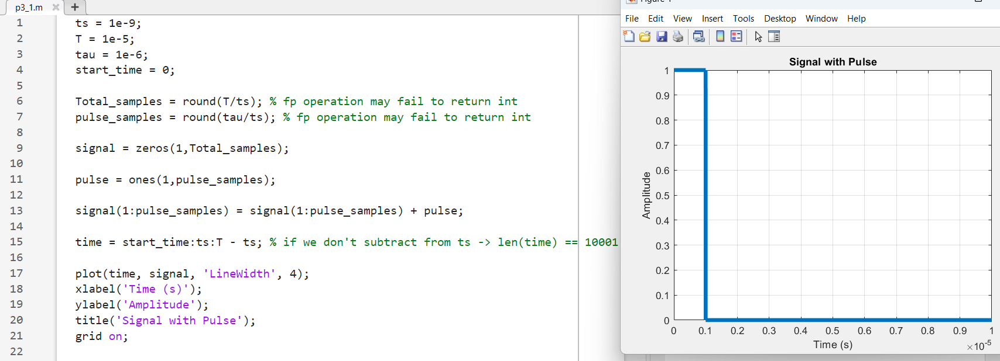 p3_1.m
1 ts = 1e-9;
2 T = 1e-5;
3 tau = 1e-6;
4 start_time = 0;
5
6 Total_samples = round(T/ts); % fp operation may fail to return int
7 pulse_samples = round(tau/ts); % fp operation may fail to return int
8
9 signal = zeros(1,Total_samples);
10
11 pulse = ones(1,pulse_samples);
12
13 signal(1:pulse_samples) = signal(1:pulse_samples) + pulse;
14
15 time = start_time:ts:T - ts; % if we don't subtract from ts -> len(time) == 10001
16
17 plot(time, signal, 'LineWidth', 4);
18 xlabel('Time (s)');
19 ylabel('Amplitude');
20 title('Signal with Pulse');
21 grid on;
22
File Edit View Insert Tools Desktop Window Help
Signal with Pulse
1
0.9
0.8
0.7
0.6
0.5
0.4
0.3
0.2
0.1
0
Amplitude
0 0.1 0.2 0.3 0.4 0.5 0.6 0.7 0.8 0.9 1
Time (s)
×10-5